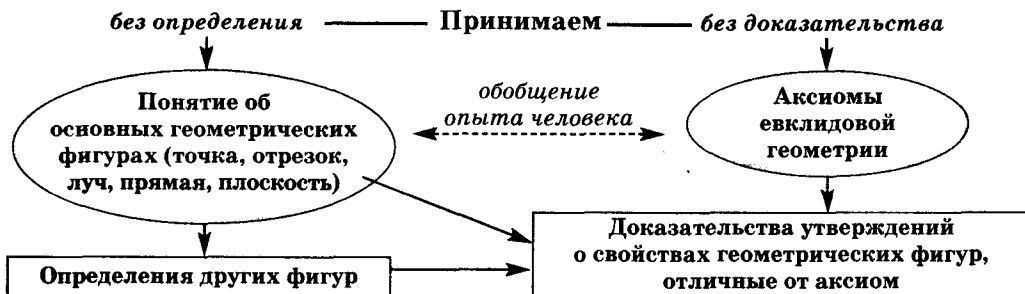 без определения
Принимаем
без доказательства
Понятие об
основных геометрических
фигурах (точка, отрезок,
луч, прямая, плоскость)
обобщение
опыта человека
Аксиомы
евклидовой
геометрии
Определения других фигур
Доказательства утверждений
о свойствах геометрических фигур,
отличные от аксиом